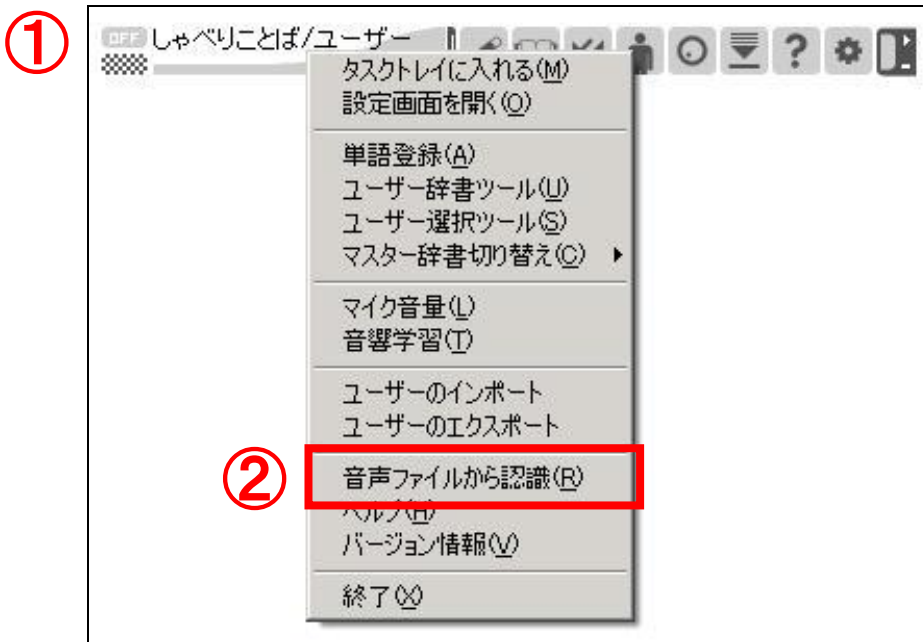 ①
OFF しゃべりことば/ユーザー
?
タスクトレイに入れる(M)
設定画面を開く(O)
単語登録(A)
ユーザー辞書ツール(U)
ユーザー選択ツール(S)
マスター辞書切り替え(C)
マイク音量(L)
音響学習(T)
ユーザーのインポート
ユーザーのエクスポート
②
音声ファイルから認識(R)
ヘルプ(H)
バージョン情報(V)
終了(X)